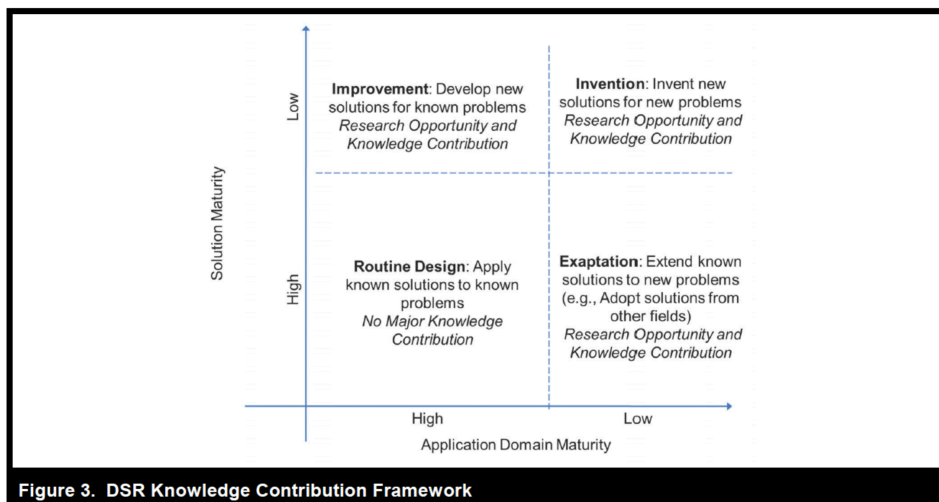 Improvement: Develop new
solutions for known problems
Research Opportunity and
Knowledge Contribution
Invention: Invent new
solutions for new problems
Research Opportunity and
Knowledge Contribution
Low
Solution Maturity
High
Routine Design: Apply
known solutions to known
problems
No Major Knowledge
Contribution
Exaptation: Extend known
solutions to new problems
(e.g., Adopt solutions from
other fields)
Research Opportunity and
Knowledge Contribution
High
Low
Application Domain Maturity
Figure 3. DSR Knowledge Contribution Framework